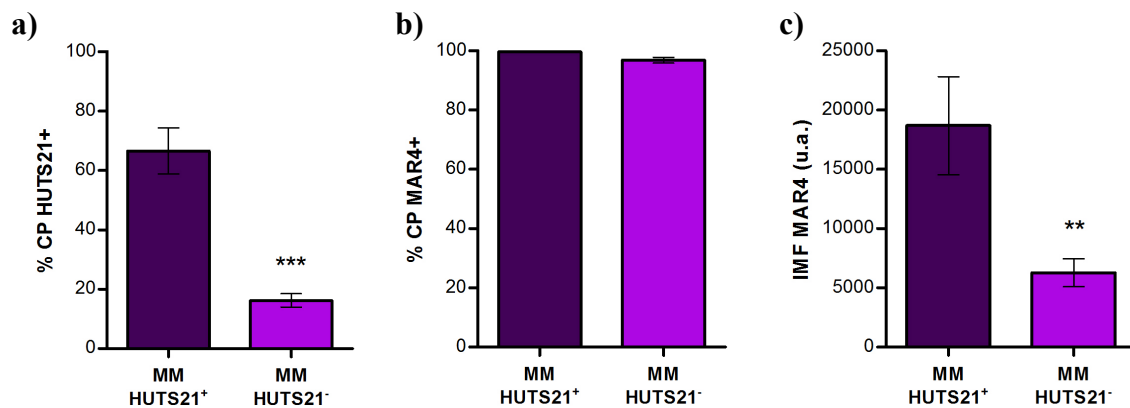 a)
% CP HUTS21+
100
80
60
40
20
0
***
MM
HUTS21⁺
MM
HUTS21⁻
b)
% CP MAR4+
100
80
60
40
20
0
MM
HUTS21⁺
MM
HUTS21⁻
c)
IMF MAR4 (u.a.)
25000
20000
15000
10000
5000
0
**
MM
HUTS21⁺
MM
HUTS21⁻